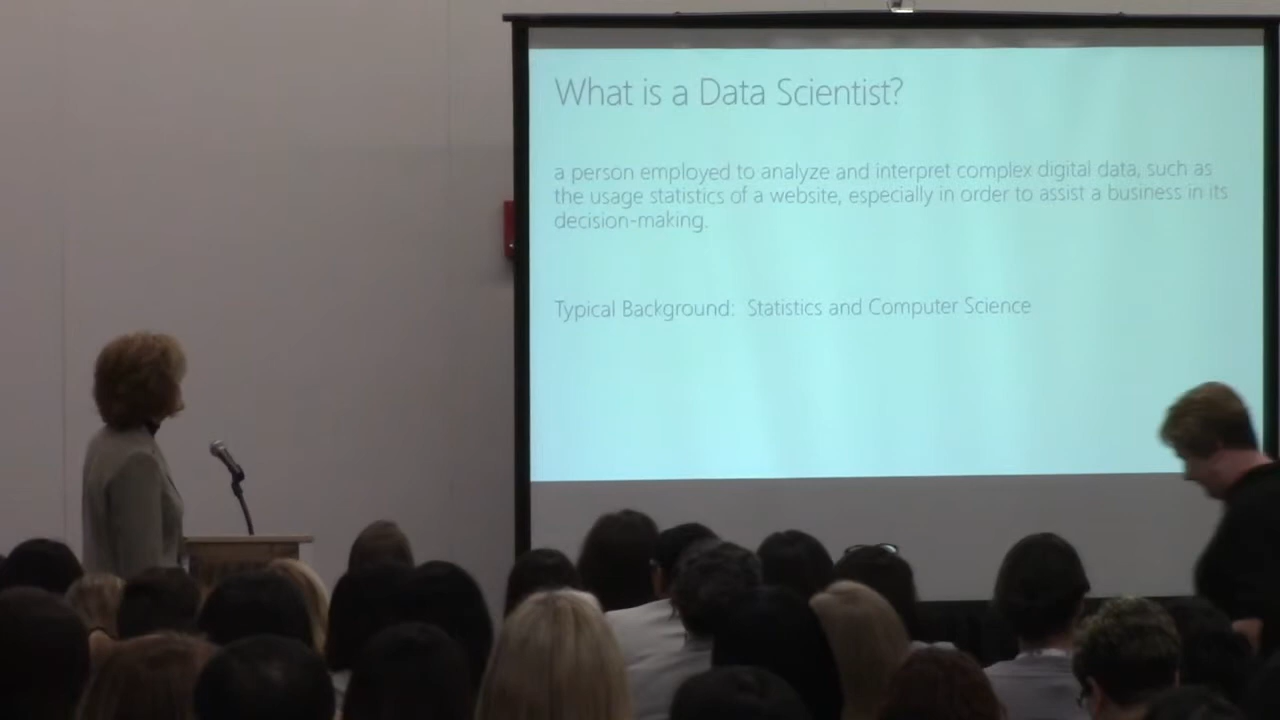 What is a Data Scientist?
a person employed to analyze and interpret complex digital data, such as
the usage statistics of a website, especially in order to assist a business in its
decision-making.
Typical Background:  Statistics and Computer Science